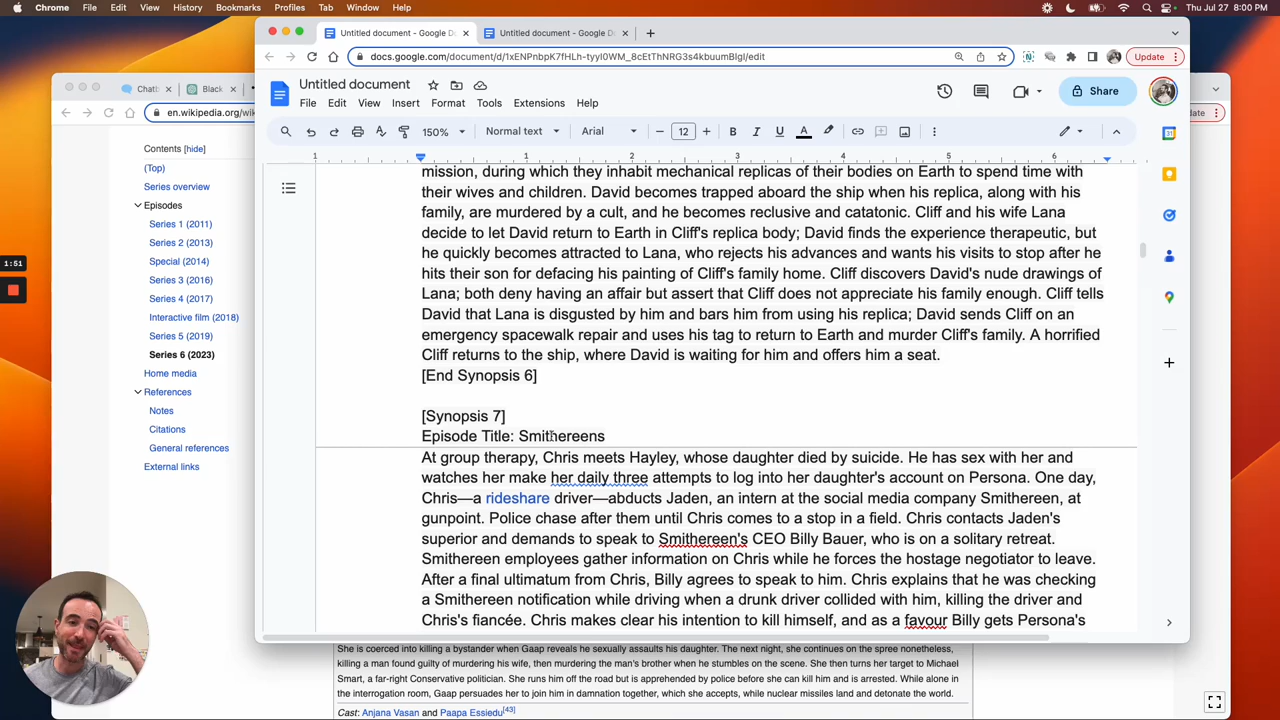 Chrome File Edit View History Bookmarks Profiles Tab Window Help
Thu Jul 27 8:00 PM
Untitled document - Google D
Untitled document - Google D
docs.google.com/document/d/1xENPnbpK7fHLh-tyyI0WM_8cEtThNRG3s4kbuumBIgI/edit
Update
Chatb
Black
en.wikipedia.org/wik
Untitled document
File Edit View Insert Format Tools Extensions Help
Share
150% Normal text Arial 12
1 1 2 3 4 5 6
Contents [hide]
(Top)
Series overview
Episodes
Series 1 (2011)
Series 2 (2013)
Special (2014)
Series 3 (2016)
Series 4 (2017)
Interactive film (2018)
Series 5 (2019)
Series 6 (2023)
Home media
References
Notes
Citations
General references
External links
1:51
mission, during which they inhabit mechanical replicas of their bodies on Earth to spend time with
their wives and children. David becomes trapped aboard the ship when his replica, along with his
family, are murdered by a cult, and he becomes reclusive and catatonic. Cliff and his wife Lana
decide to let David return to Earth in Cliff's replica body; David finds the experience therapeutic, but
he quickly becomes attracted to Lana, who rejects his advances and wants his visits to stop after he
hits their son for defacing his painting of Cliff's family home. Cliff discovers David's nude drawings of
Lana; both deny having an affair but assert that Cliff does not appreciate his family enough. Cliff tells
David that Lana is disgusted by him and bars him from using his replica; David sends Cliff on an
emergency spacewalk repair and uses his tag to return to Earth and murder Cliff's family. A horrified
Cliff returns to the ship, where David is waiting for him and offers him a seat.
[End Synopsis 6]
[Synopsis 7]
Episode Title: Smithereens
At group therapy, Chris meets Hayley, whose daughter died by suicide. He has sex with her and
watches her make her daily three attempts to log into her daughter's account on Persona. One day,
Chris—a rideshare driver—abducts Jaden, an intern at the social media company Smithereen, at
gunpoint. Police chase after them until Chris comes to a stop in a field. Chris contacts Jaden's
superior and demands to speak to Smithereen's CEO Billy Bauer, who is on a solitary retreat.
Smithereen employees gather information on Chris while he forces the hostage negotiator to leave.
After a final ultimatum from Chris, Billy agrees to speak to him. Chris explains that he was checking
a Smithereen notification while driving when a drunk driver collided with him, killing the driver and
Chris's fiancée. Chris makes clear his intention to kill himself, and as a favour Billy gets Persona's
She is coerced into killing a bystander when Gaap reveals he sexually assaults his daughter. The next night, she continues on the spree nonetheless,
killing a man found guilty of murdering his wife, then murdering the man's brother when he stumbles on the scene. She then turns her target to Michael
Smart, a far-right Conservative politician. She runs him off the road but is apprehended by police before she can kill him and is arrested. While alone in
the interrogation room, Gaap persuades her to join him in damnation together, which she accepts, while nuclear missiles land and detonate the world.
Cast: Anjana Vasan and Paapa Essiedu[43]